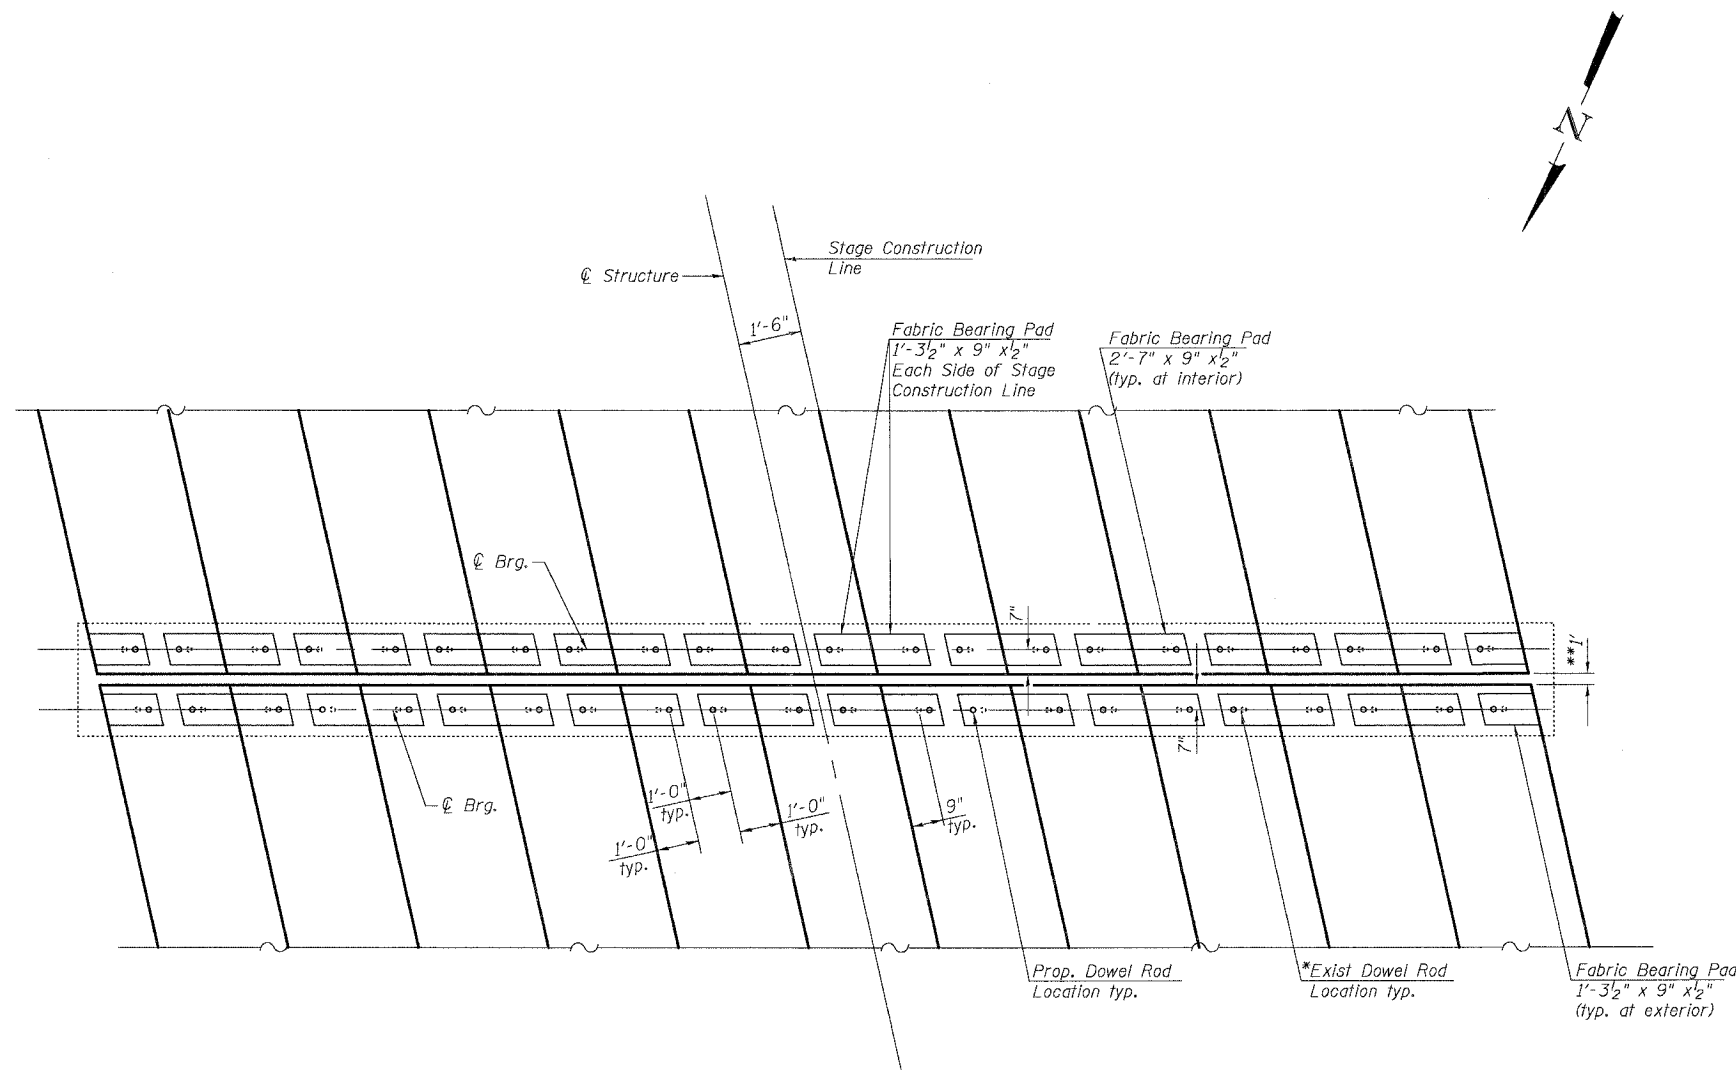 N
Stage Construction
Line
℄ Structure
1'-6"
Fabric Bearing Pad
1'-3½" x 9" x½"
Each Side of Stage
Construction Line
Fabric Bearing Pad
2'-7" x 9" x½"
(typ. at interior)
℄ Brg.
7"
**1'
7"
℄ Brg.
1'-0"
typ.
1'-0"
typ.
1'-0"
typ.
9"
typ.
Prop. Dowel Rod
Location typ.
*Exist Dowel Rod
Location typ.
Fabric Bearing Pad
1'-3½" x 9" x½"
(typ. at exterior)